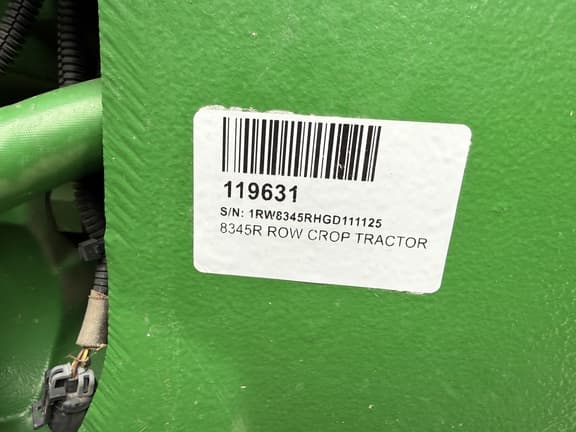 119631
S/N: 1RW8345RHGD111125
8345R ROW CROP TRACTOR